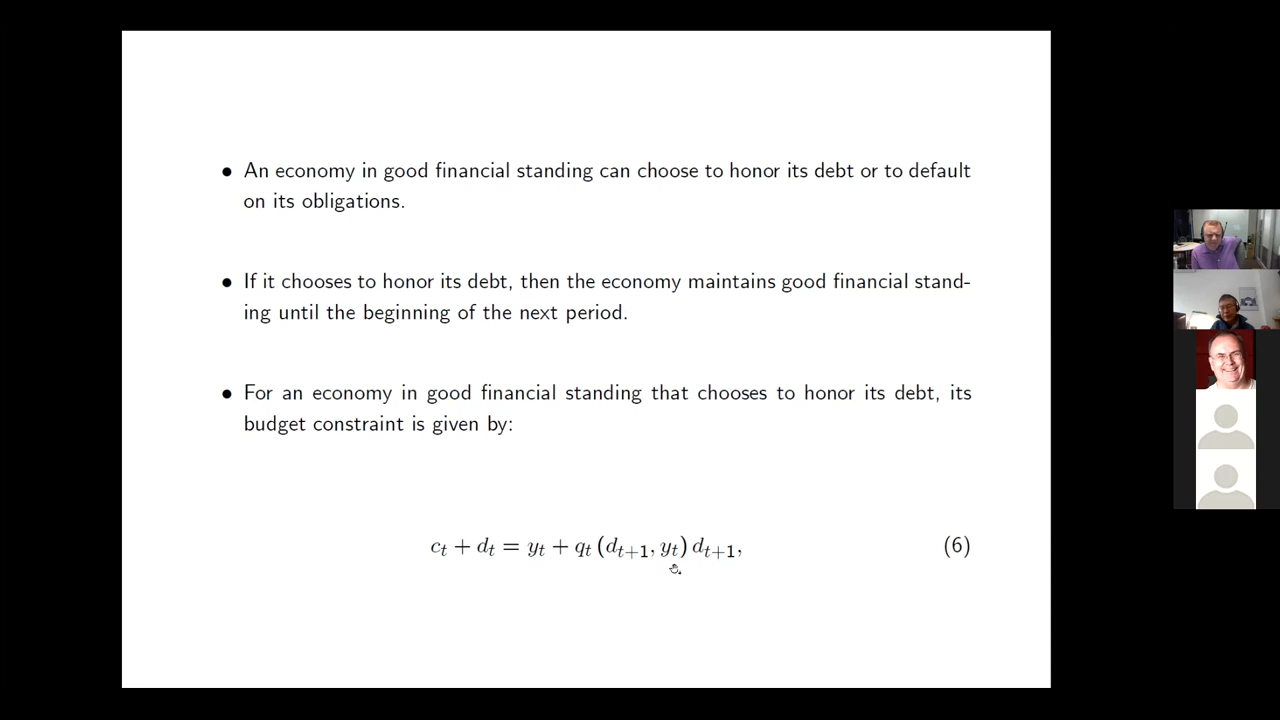 • An economy in good financial standing can choose to honor its debt or to default
on its obligations.
• If it chooses to honor its debt, then the economy maintains good financial stand-
ing until the beginning of the next period.
• For an economy in good financial standing that chooses to honor its debt, its
budget constraint is given by:
c_t + d_t = y_t + q_t (d_{t+1}, y_t) d_{t+1}, (6)